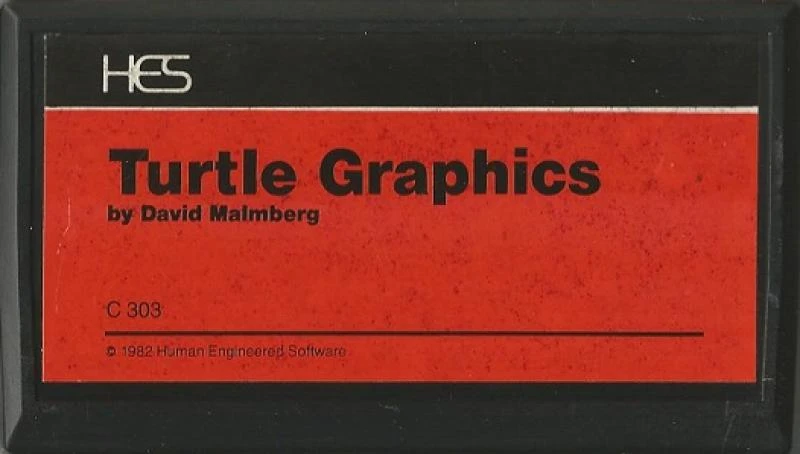 HES
Turtle Graphics
by David Malmberg
C 303
© 1982 Human Engineered Software